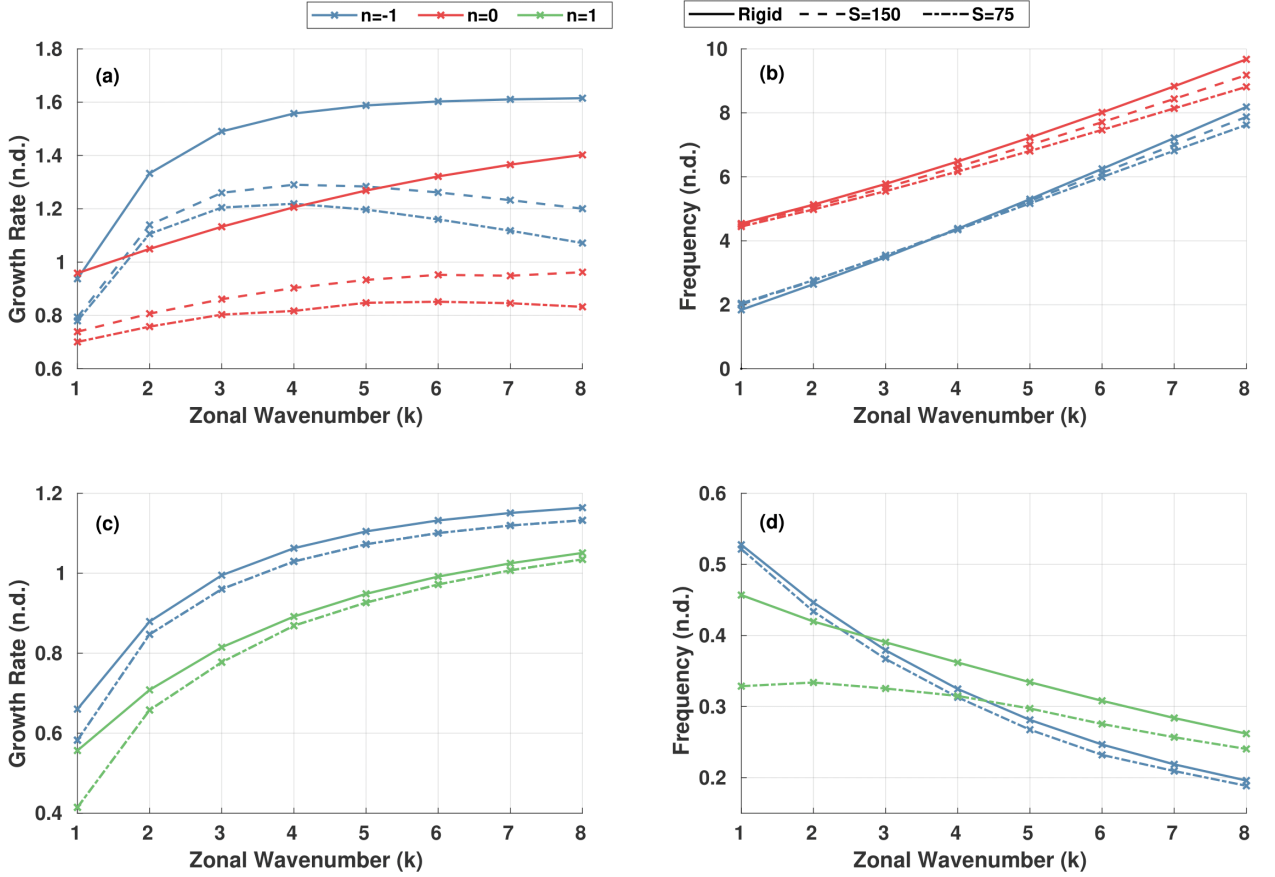 n=-1 n=0 n=1
Rigid S=150 S=75
(a)
Growth Rate (n.d.)
1.8
1.6
1.4
1.2
1
0.8
0.6
1 2 3 4 5 6 7 8
Zonal Wavenumber (k)
(b)
Frequency (n.d.)
10
8
6
4
2
0
1 2 3 4 5 6 7 8
Zonal Wavenumber (k)
(c)
Growth Rate (n.d.)
1.2
1
0.8
0.6
0.4
1 2 3 4 5 6 7 8
Zonal Wavenumber (k)
(d)
Frequency (n.d.)
0.6
0.5
0.4
0.3
0.2
1 2 3 4 5 6 7 8
Zonal Wavenumber (k)